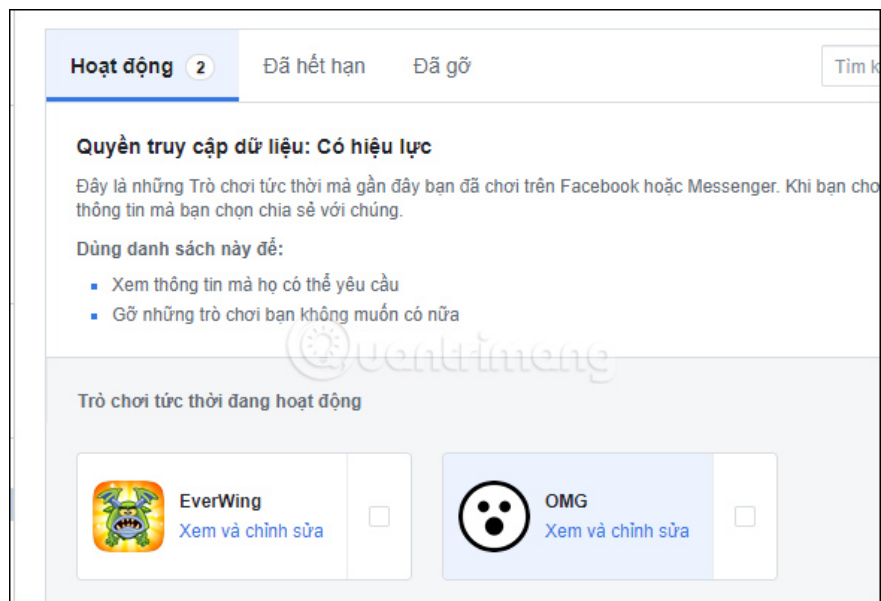 Hoạt động 2 Đã hết hạn Đã gỡ Tìm k
Quyền truy cập dữ liệu: Có hiệu lực
Đây là những Trò chơi tức thời mà gần đây bạn đã chơi trên Facebook hoặc Messenger. Khi bạn cho
thông tin mà bạn chọn chia sẻ với chúng.
Dùng danh sách này để:
Xem thông tin mà họ có thể yêu cầu
Gỡ những trò chơi bạn không muốn có nữa
Quantrimang
Trò chơi tức thời đang hoạt động
EverWing OMG
Xem và chỉnh sửa Xem và chỉnh sửa